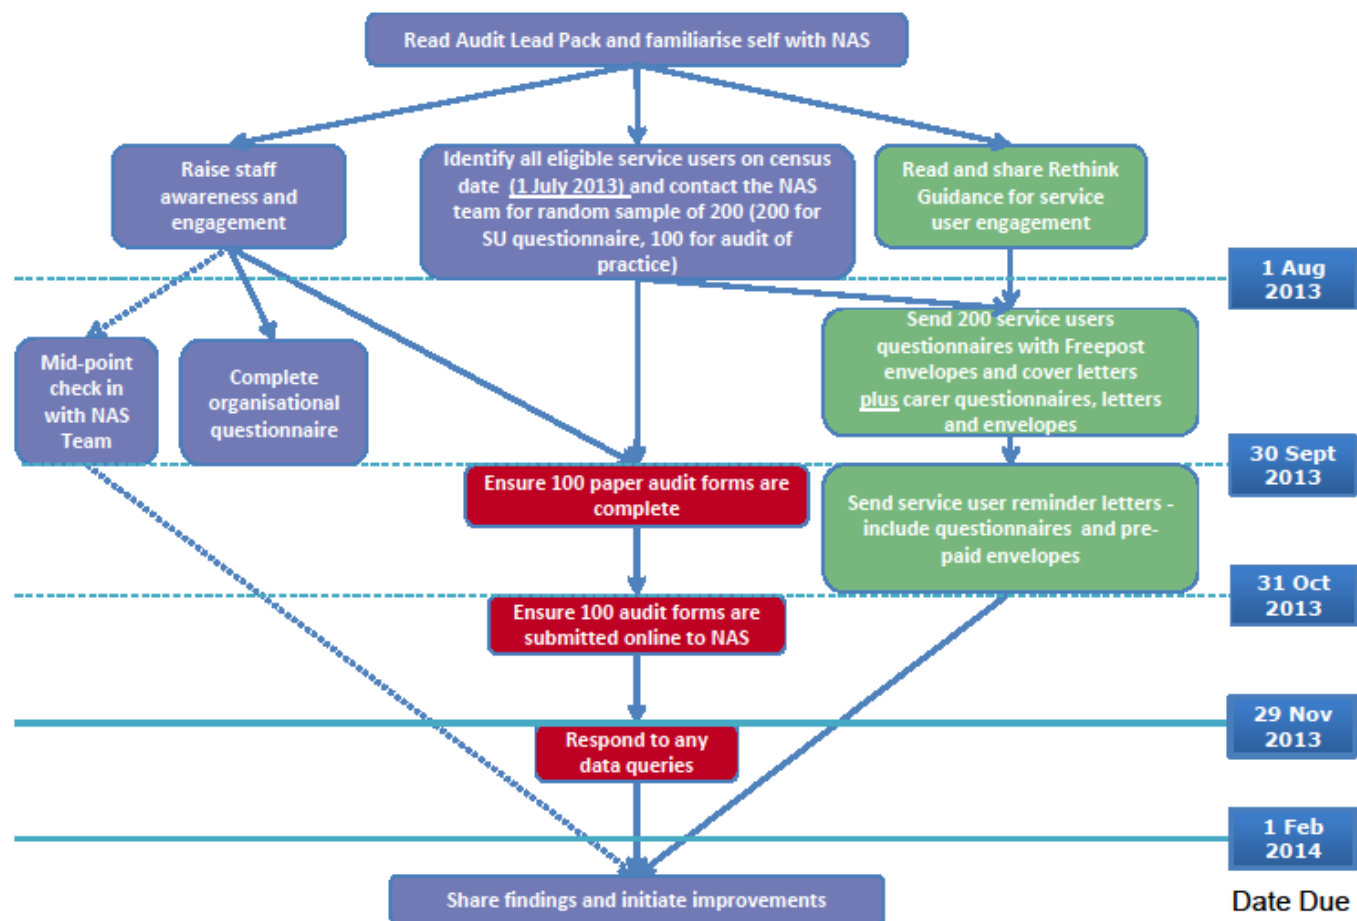 Read Audit Lead Pack and familiarise self with NAS
Raise staff
awareness and
engagement
Identify all eligible service users on census
date (1 July 2013) and contact the NAS
team for random sample of 200 (200 for
SU questionnaire, 100 for audit of
practice)
Read and share Rethink
Guidance for service
user engagement
1 Aug
2013
Mid-point
check in
with NAS
Team
Complete
organisational
questionnaire
Send 200 service users
questionnaires with Freepost
envelopes and cover letters
plus carer questionnaires, letters
and envelopes
30 Sept
2013
Ensure 100 paper audit forms are
complete
Send service user reminder letters -
include questionnaires and pre-
paid envelopes
31 Oct
2013
Ensure 100 audit forms are
submitted online to NAS
29 Nov
2013
Respond to any
data queries
1 Feb
2014
Share findings and initiate improvements
Date Due